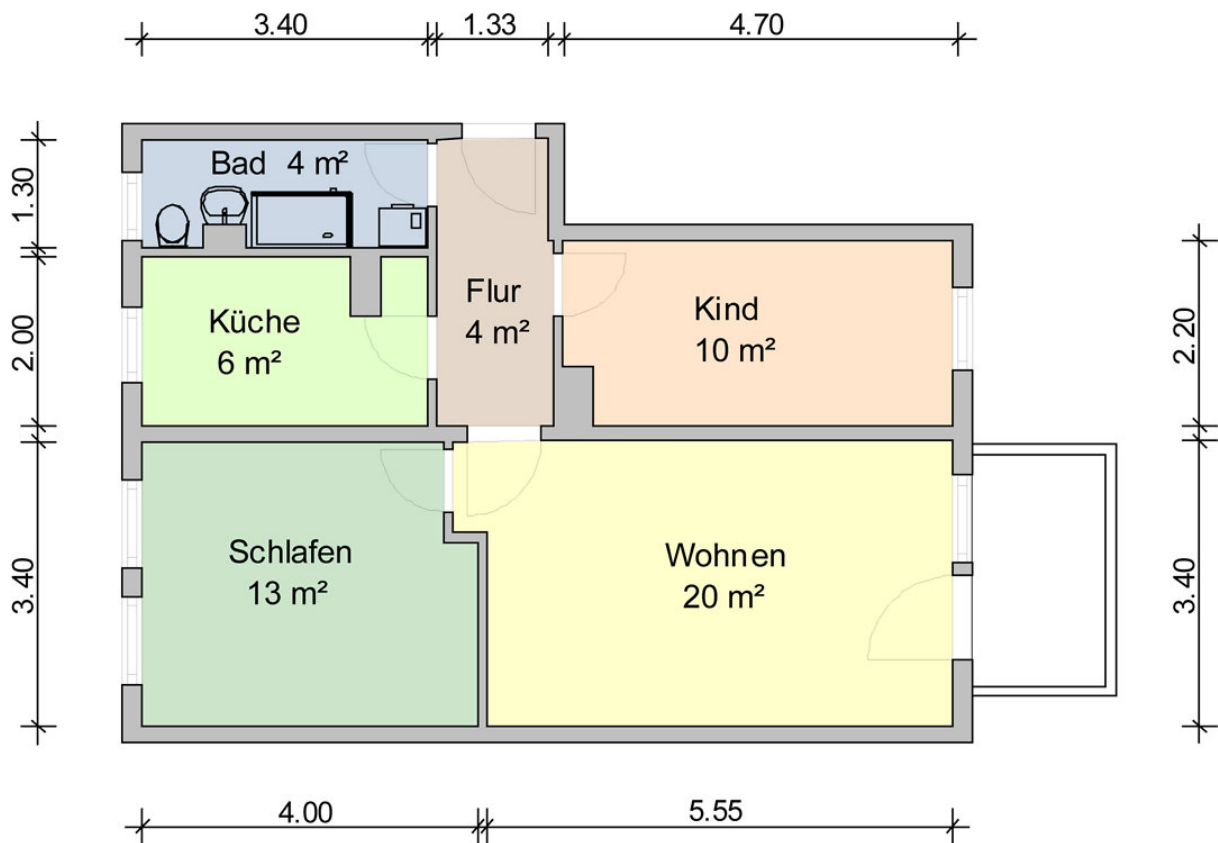 3.40 1.33 4.70
1.30
2.00
3.40
Bad 4 m²
Küche
6 m²
Flur
4 m²
Kind
10 m²
Schlafen
13 m²
Wohnen
20 m²
2.20
3.40
4.00 5.55